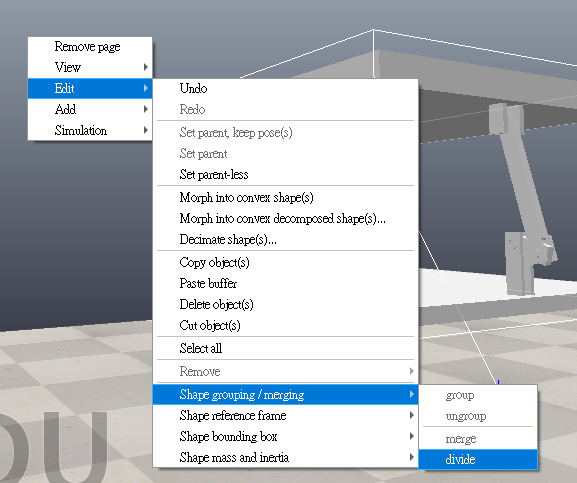 Remove page
View
Edit
Add
Simulation
Undo
Redo
Set parent, keep pose(s)
Set parent
Set parent-less
Morph into convex shape(s)
Morph into convex decomposed shape(s)...
Decimate shape(s)...
Copy object(s)
Paste buffer
Delete object(s)
Cut object(s)
Select all
Remove
Shape grouping / merging
Shape reference frame
Shape bounding box
Shape mass and inertia
group
ungroup
merge
divide